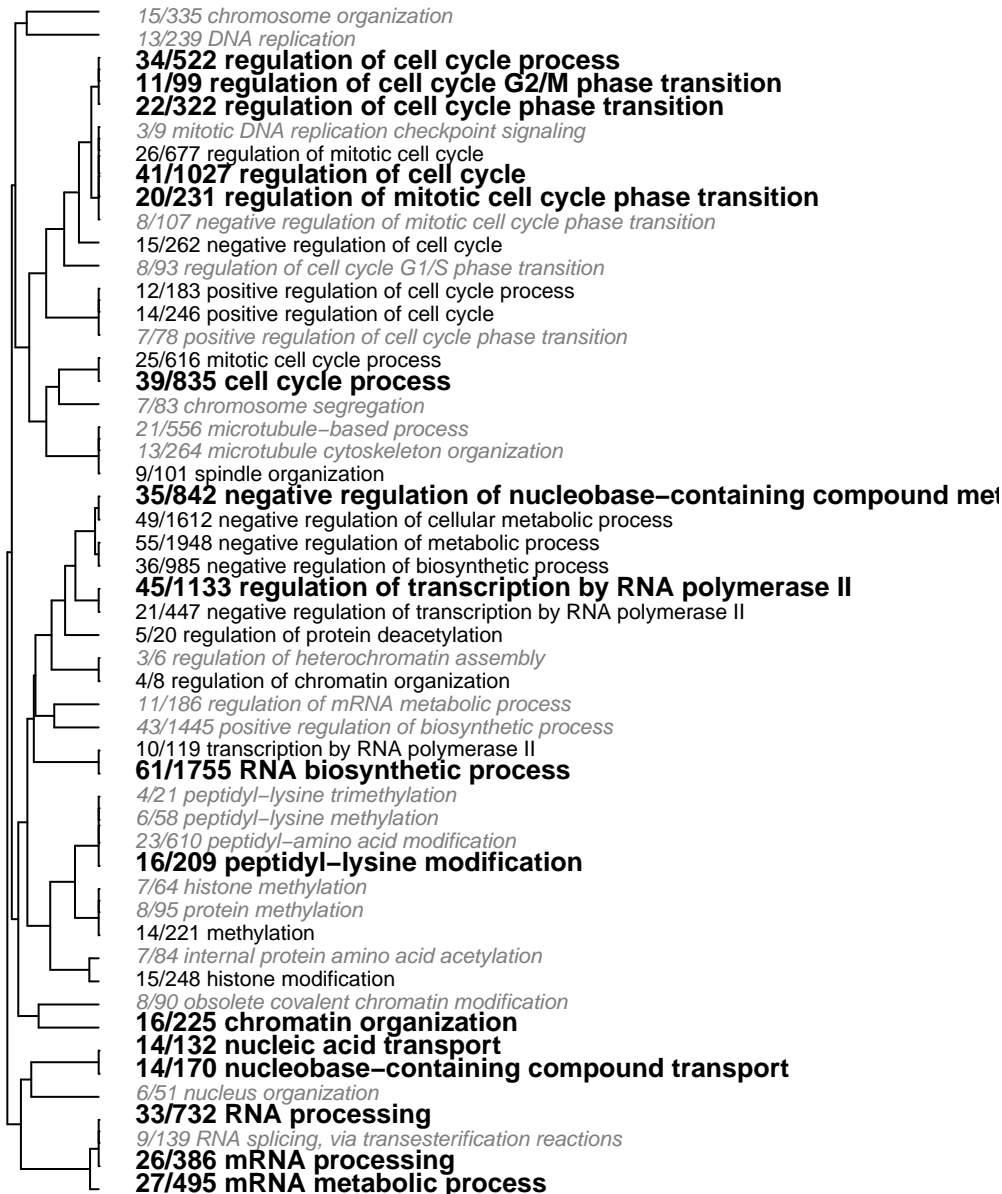 15/335 chromosome organization
13/239 DNA replication
34/522 regulation of cell cycle process
11/99 regulation of cell cycle G2/M phase transition
22/322 regulation of cell cycle phase transition
3/9 mitotic DNA replication checkpoint signaling
26/677 regulation of mitotic cell cycle
41/1027 regulation of cell cycle
20/231 regulation of mitotic cell cycle phase transition
8/107 negative regulation of mitotic cell cycle phase transition
15/262 negative regulation of cell cycle
8/93 regulation of cell cycle G1/S phase transition
12/183 positive regulation of cell cycle process
14/246 positive regulation of cell cycle
7/78 positive regulation of cell cycle phase transition
25/616 mitotic cell cycle process
39/835 cell cycle process
7/83 chromosome segregation
21/556 microtubule−based process
13/264 microtubule cytoskeleton organization
9/101 spindle organization
35/842 negative regulation of nucleobase−containing compound met
49/1612 negative regulation of cellular metabolic process
55/1948 negative regulation of metabolic process
36/985 negative regulation of biosynthetic process
45/1133 regulation of transcription by RNA polymerase II
21/447 negative regulation of transcription by RNA polymerase II
5/20 regulation of protein deacetylation
3/6 regulation of heterochromatin assembly
4/8 regulation of chromatin organization
11/186 regulation of mRNA metabolic process
43/1445 positive regulation of biosynthetic process
10/119 transcription by RNA polymerase II
61/1755 RNA biosynthetic process
4/21 peptidyl−lysine trimethylation
6/58 peptidyl−lysine methylation
23/610 peptidyl−amino acid modification
16/209 peptidyl−lysine modification
7/64 histone methylation
8/95 protein methylation
14/221 methylation
7/84 internal protein amino acid acetylation
15/248 histone modification
8/90 obsolete covalent chromatin modification
16/225 chromatin organization
14/132 nucleic acid transport
14/170 nucleobase−containing compound transport
6/51 nucleus organization
33/732 RNA processing
9/139 RNA splicing, via transesterification reactions
26/386 mRNA processing
27/495 mRNA metabolic process